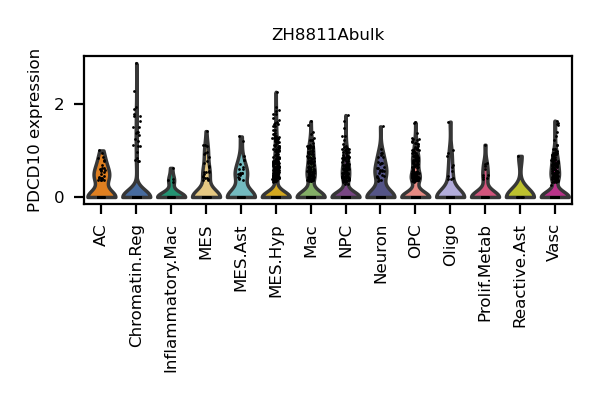 ZH8811Abulk
PDCD10 expression
2
0
AC
Chromatin.Reg
Inflammatory.Mac
MES
MES.Ast
MES.Hyp
Mac
NPC
Neuron
OPC
Oligo
Prolif.Metab
Reactive.Ast
Vasc